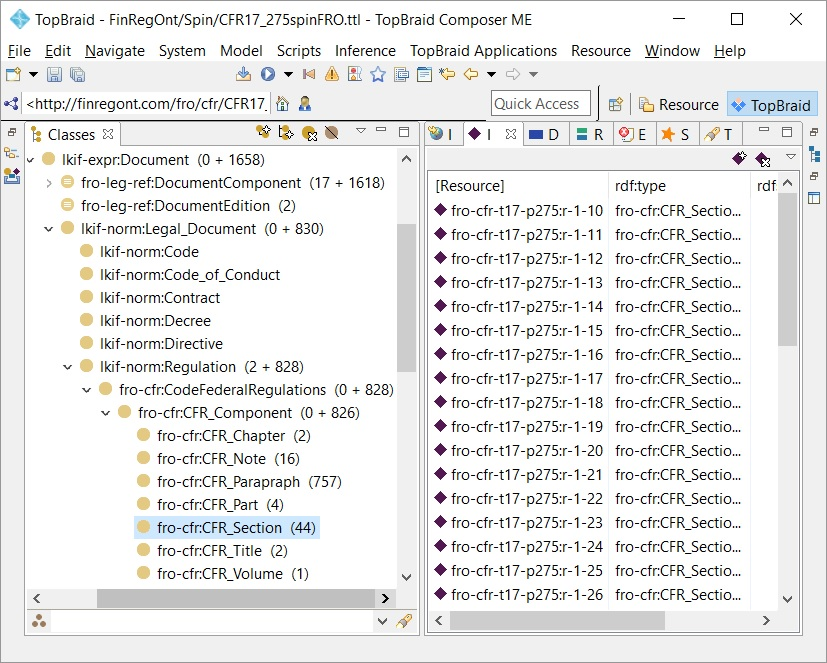 TopBraid - FinRegOnt/Spin/CFR17_275spinFRO.ttl - TopBraid Composer ME
File Edit Navigate System Model Scripts Inference TopBraid Applications Resource Window Help
<http://finregont.com/fro/cfr/CFR17_ Quick Access Resource TopBraid
Classes
lkif-expr:Document (0 + 1658)
fro-leg-ref:DocumentComponent (17 + 1618)
fro-leg-ref:DocumentEdition (2)
lkif-norm:Legal_Document (0 + 830)
lkif-norm:Code
lkif-norm:Code_of_Conduct
lkif-norm:Contract
lkif-norm:Decree
lkif-norm:Directive
lkif-norm:Regulation (2 + 828)
fro-cfr:CodeFederalRegulations (0 + 828)
fro-cfr:CFR_Component (0 + 826)
fro-cfr:CFR_Chapter (2)
fro-cfr:CFR_Note (16)
fro-cfr:CFR_Parapraph (757)
fro-cfr:CFR_Part (4)
fro-cfr:CFR_Section (44)
fro-cfr:CFR_Title (2)
fro-cfr:CFR_Volume (1)
I I D R E S T
[Resource] rdf:type rdf:
fro-cfr-t17-p275:r-1-10 fro-cfr:CFR_Sectio...
fro-cfr-t17-p275:r-1-11 fro-cfr:CFR_Sectio...
fro-cfr-t17-p275:r-1-12 fro-cfr:CFR_Sectio...
fro-cfr-t17-p275:r-1-13 fro-cfr:CFR_Sectio...
fro-cfr-t17-p275:r-1-14 fro-cfr:CFR_Sectio...
fro-cfr-t17-p275:r-1-15 fro-cfr:CFR_Sectio...
fro-cfr-t17-p275:r-1-16 fro-cfr:CFR_Sectio...
fro-cfr-t17-p275:r-1-17 fro-cfr:CFR_Sectio...
fro-cfr-t17-p275:r-1-18 fro-cfr:CFR_Sectio...
fro-cfr-t17-p275:r-1-19 fro-cfr:CFR_Sectio...
fro-cfr-t17-p275:r-1-20 fro-cfr:CFR_Sectio...
fro-cfr-t17-p275:r-1-21 fro-cfr:CFR_Sectio...
fro-cfr-t17-p275:r-1-22 fro-cfr:CFR_Sectio...
fro-cfr-t17-p275:r-1-23 fro-cfr:CFR_Sectio...
fro-cfr-t17-p275:r-1-24 fro-cfr:CFR_Sectio...
fro-cfr-t17-p275:r-1-25 fro-cfr:CFR_Sectio...
fro-cfr-t17-p275:r-1-26 fro-cfr:CFR_Sectio...